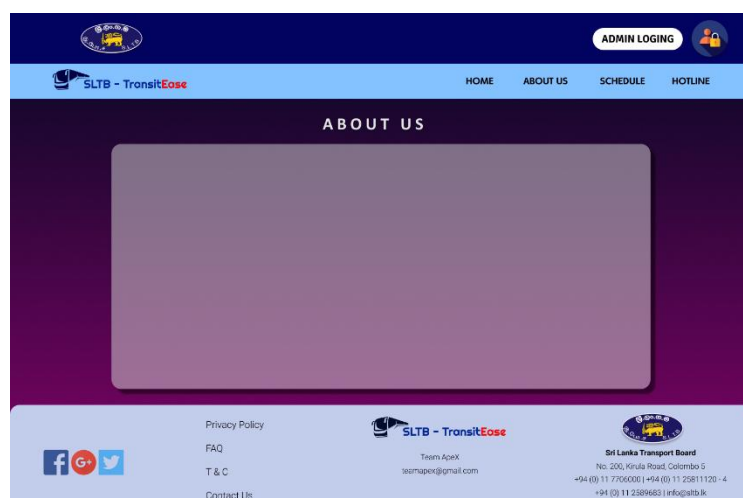 ADMIN LOGING
SLTB - TransitEase
HOME ABOUT US SCHEDULE HOTLINE
ABOUT US
Privacy Policy
FAQ
T & C
Contact Us
SLTB - TransitEase
Team ApeX
teamapex@gmail.com
Sri Lanka Transport Board
No. 200, Kirula Road, Colombo 5
+94 (0) 11 7706000 | +94 (0) 11 25811120 - 4
+94 (0) 11 2589683 | info@sltb.lk